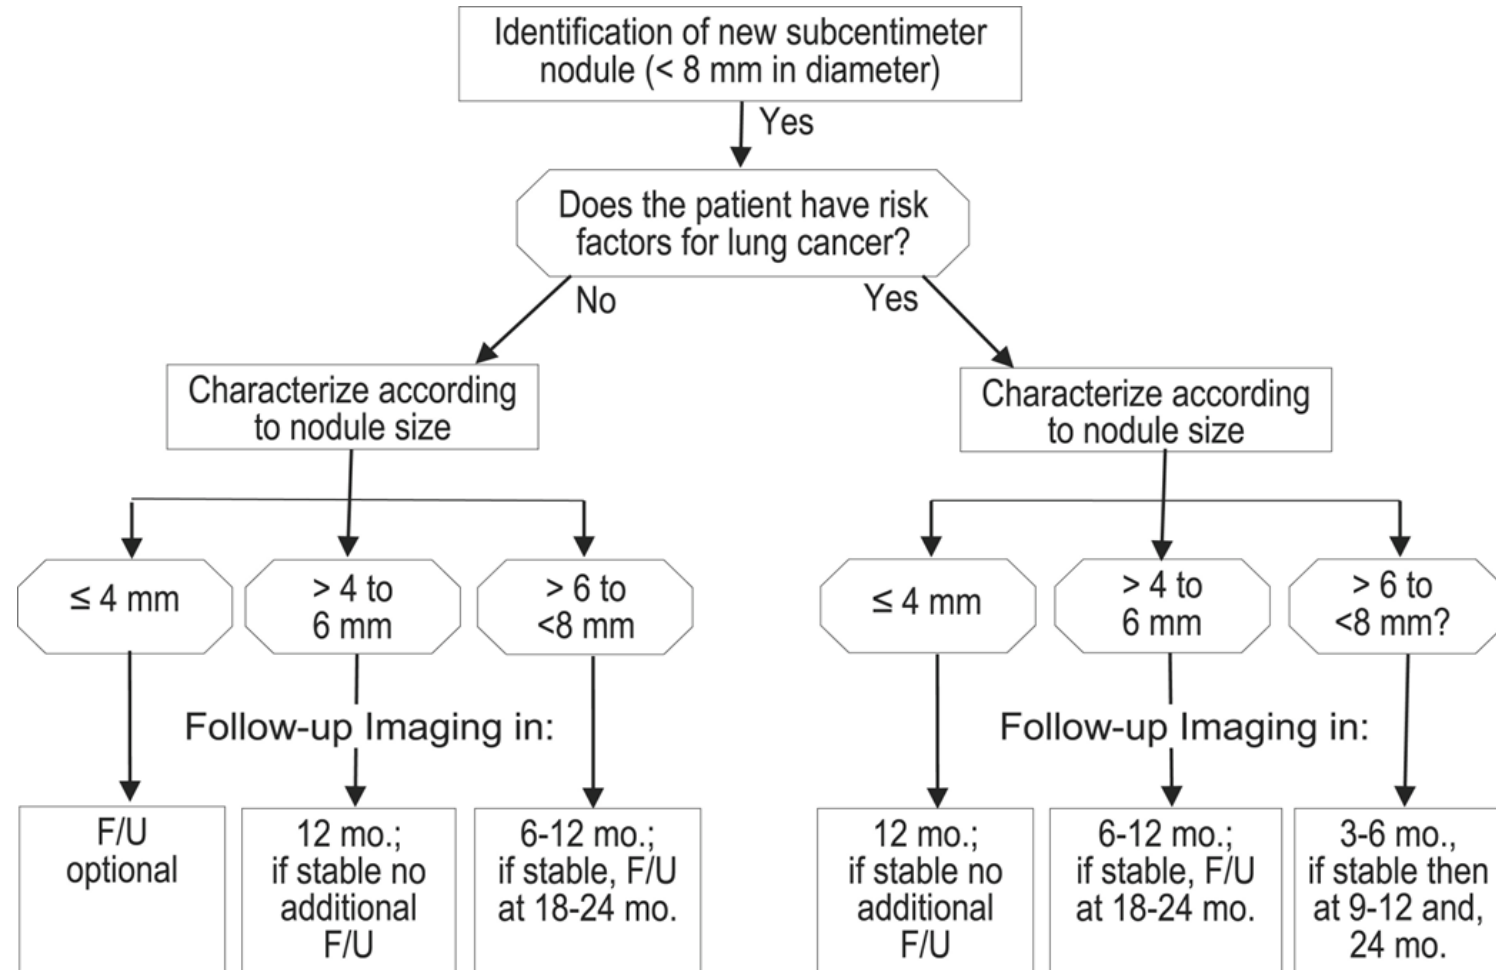 Identification of new subcentimeter
nodule (< 8 mm in diameter)
Yes
Does the patient have risk
factors for lung cancer?
No
Yes
Characterize according
to nodule size
Characterize according
to nodule size
≤ 4 mm
> 4 to
6 mm
> 6 to
<8 mm
≤ 4 mm
> 4 to
6 mm
> 6 to
<8 mm?
Follow-up Imaging in:
Follow-up Imaging in:
F/U
optional
12 mo.;
if stable no
additional
F/U
6-12 mo.;
if stable, F/U
at 18-24 mo.
12 mo.;
if stable no
additional
F/U
6-12 mo.;
if stable, F/U
at 18-24 mo.
3-6 mo.,
if stable then
at 9-12 and,
24 mo.